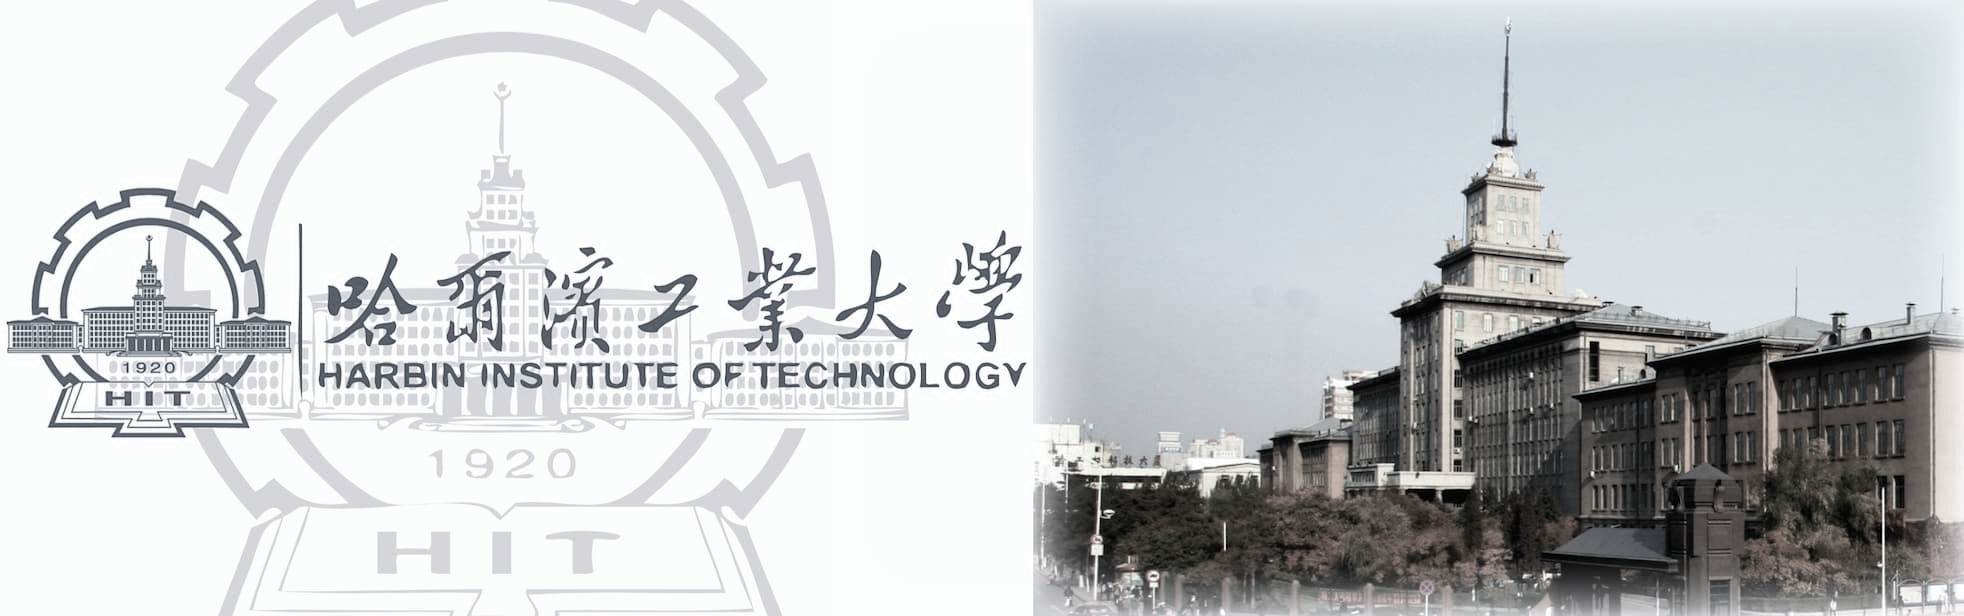 哈爾濱工業大學
HARBIN INSTITUTE OF TECHNOLOGY
1920
HIT
1920
HIT